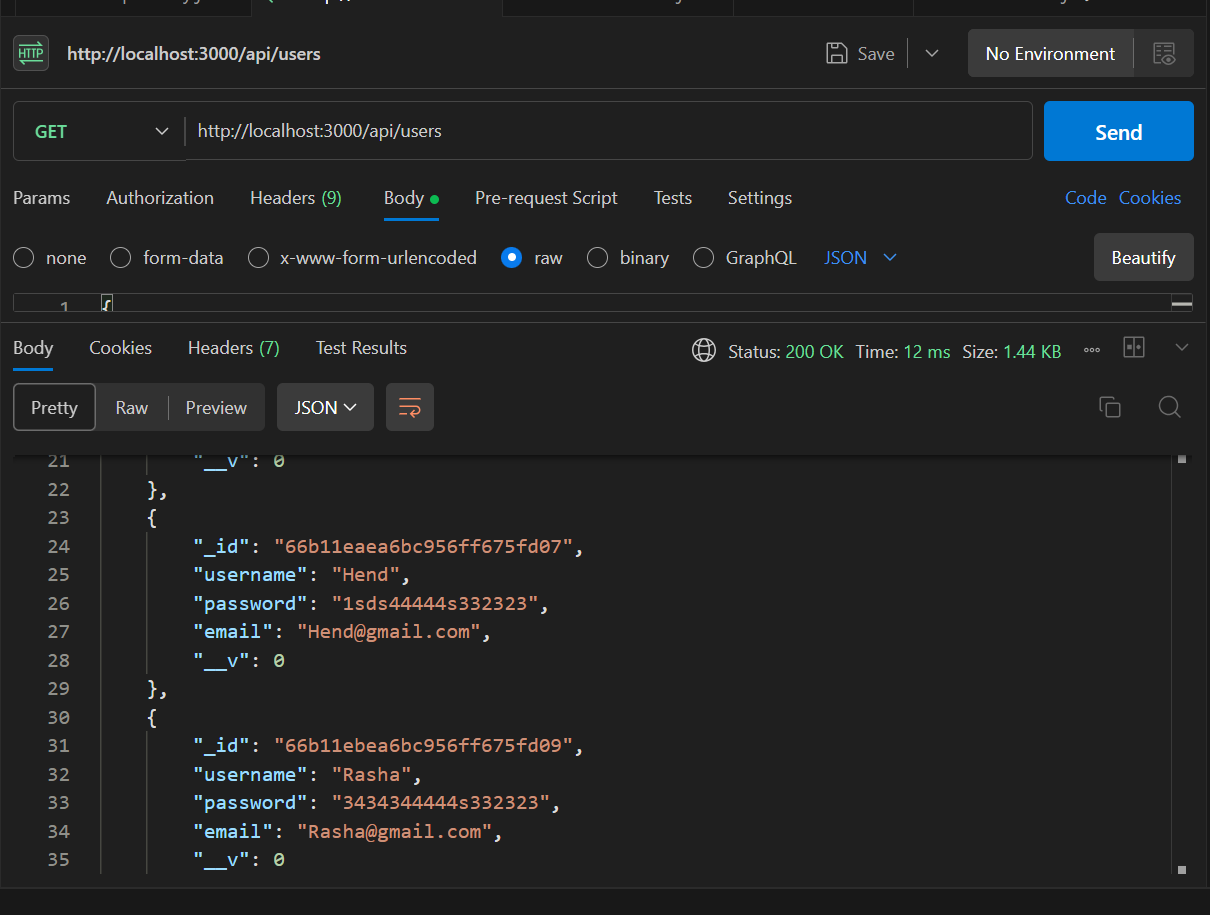 HTTP http://localhost:3000/api/users Save No Environment
GET http://localhost:3000/api/users Send
Params Authorization Headers (9) Body Pre-request Script Tests Settings Code Cookies
none form-data x-www-form-urlencoded raw binary GraphQL JSON Beautify
1 {
Body Cookies Headers (7) Test Results Status: 200 OK Time: 12 ms Size: 1.44 KB
Pretty Raw Preview JSON
21 "__v": 0
22 },
23 {
24 "_id": "66b11eaea6bc956ff675fd07",
25 "username": "Hend",
26 "password": "1sds44444s332323",
27 "email": "Hend@gmail.com",
28 "__v": 0
29 },
30 {
31 "_id": "66b11ebea6bc956ff675fd09",
32 "username": "Rasha",
33 "password": "3434344444s332323",
34 "email": "Rasha@gmail.com",
35 "__v": 0